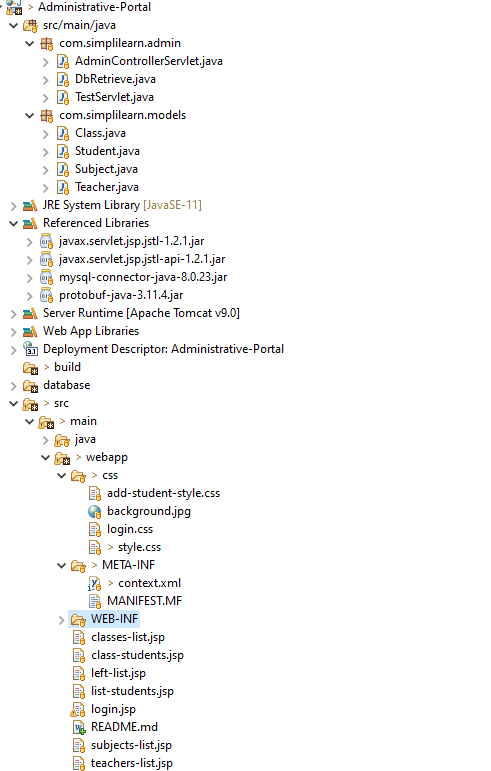 > Administrative-Portal
src/main/java
com.simplilearn.admin
AdminControllerServlet.java
DbRetrieve.java
TestServlet.java
com.simplilearn.models
Class.java
Student.java
Subject.java
Teacher.java
JRE System Library [JavaSE-11]
Referenced Libraries
javax.servlet.jsp.jstl-1.2.1.jar
javax.servlet.jsp.jstl-api-1.2.1.jar
mysql-connector-java-8.0.23.jar
protobuf-java-3.11.4.jar
Server Runtime [Apache Tomcat v9.0]
Web App Libraries
Deployment Descriptor: Administrative-Portal
> build
database
> src
> main
java
> webapp
> css
add-student-style.css
background.jpg
login.css
> style.css
> META-INF
> context.xml
MANIFEST.MF
WEB-INF
classes-list.jsp
class-students.jsp
left-list.jsp
list-students.jsp
login.jsp
README.md
subjects-list.jsp
teachers-list.jsp